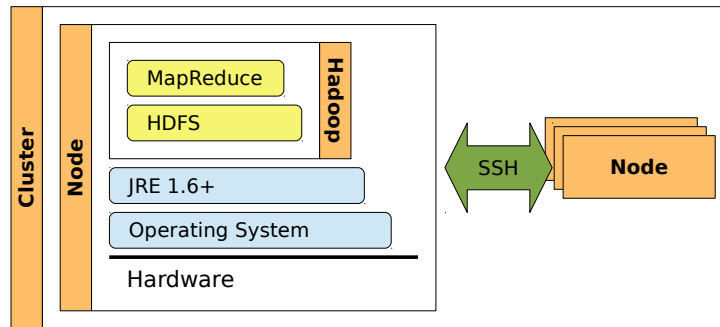 Cluster
Node
MapReduce
HDFS
Hadoop
JRE 1.6+
Operating System
Hardware
SSH
Node